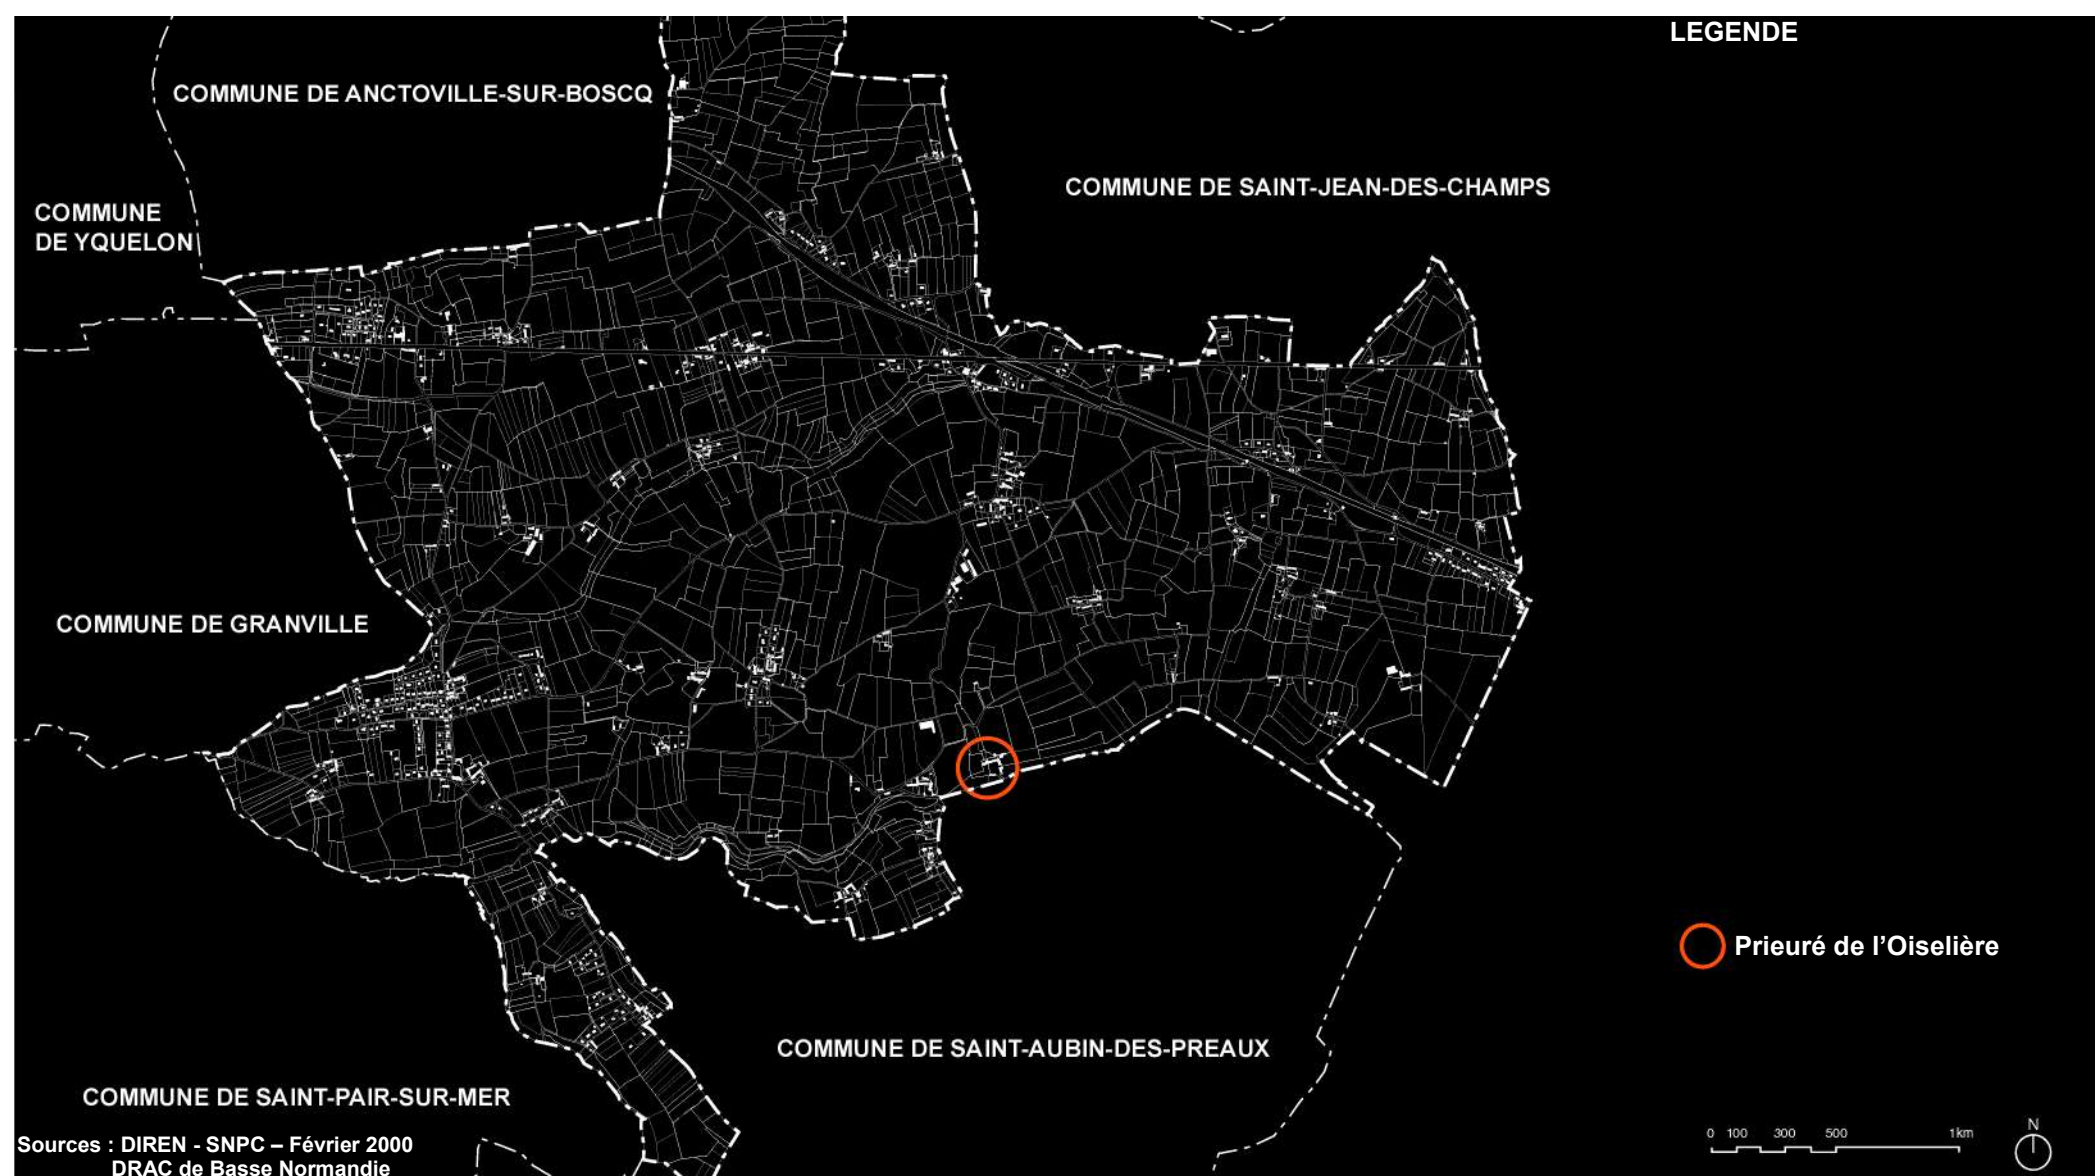 LEGENDE
COMMUNE DE ANCTOVILLE-SUR-BOSCQ
COMMUNE DE SAINT-JEAN-DES-CHAMPS
COMMUNE
DE YQUELON
COMMUNE DE GRANVILLE
Prieuré de l’Oiselière
COMMUNE DE SAINT-AUBIN-DES-PREAUX
COMMUNE DE SAINT-PAIR-SUR-MER
Sources : DIREN - SNPC – Février 2000
DRAC de Basse Normandie
0 100 300 500 1km
N